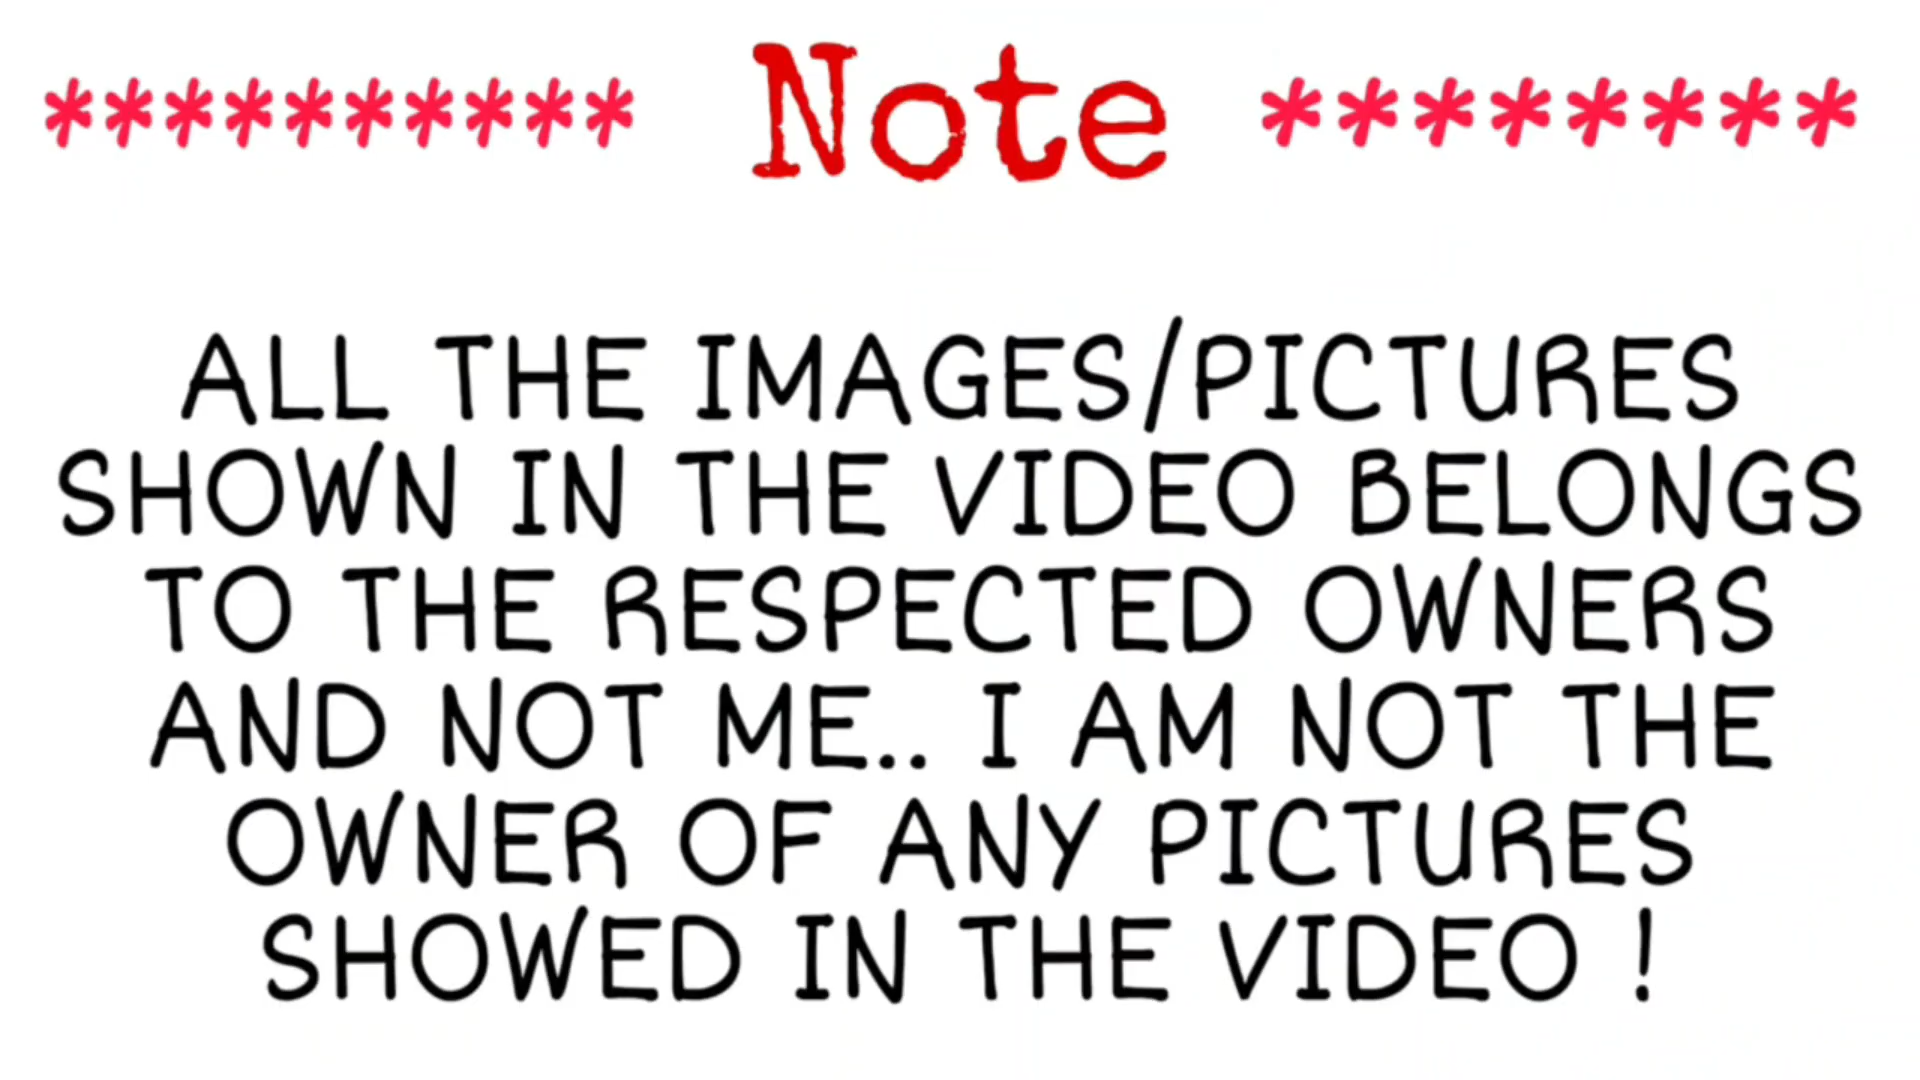 ********** Note ********
ALL THE IMAGES/PICTURES
SHOWN IN THE VIDEO BELONGS
TO THE RESPECTED OWNERS
AND NOT ME.. I AM NOT THE
OWNER OF ANY PICTURES
SHOWED IN THE VIDEO !